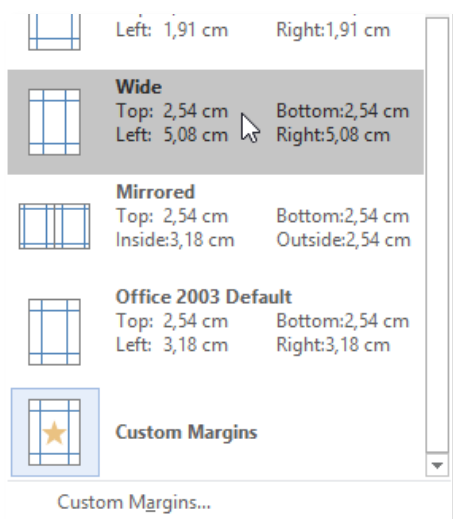 Left: 1,91 cm Right:1,91 cm
Wide
Top: 2,54 cm Bottom:2,54 cm
Left: 5,08 cm Right:5,08 cm
Mirrored
Top: 2,54 cm Bottom:2,54 cm
Inside:3,18 cm Outside:2,54 cm
Office 2003 Default
Top: 2,54 cm Bottom:2,54 cm
Left: 3,18 cm Right:3,18 cm
Custom Margins
Custom Margins...